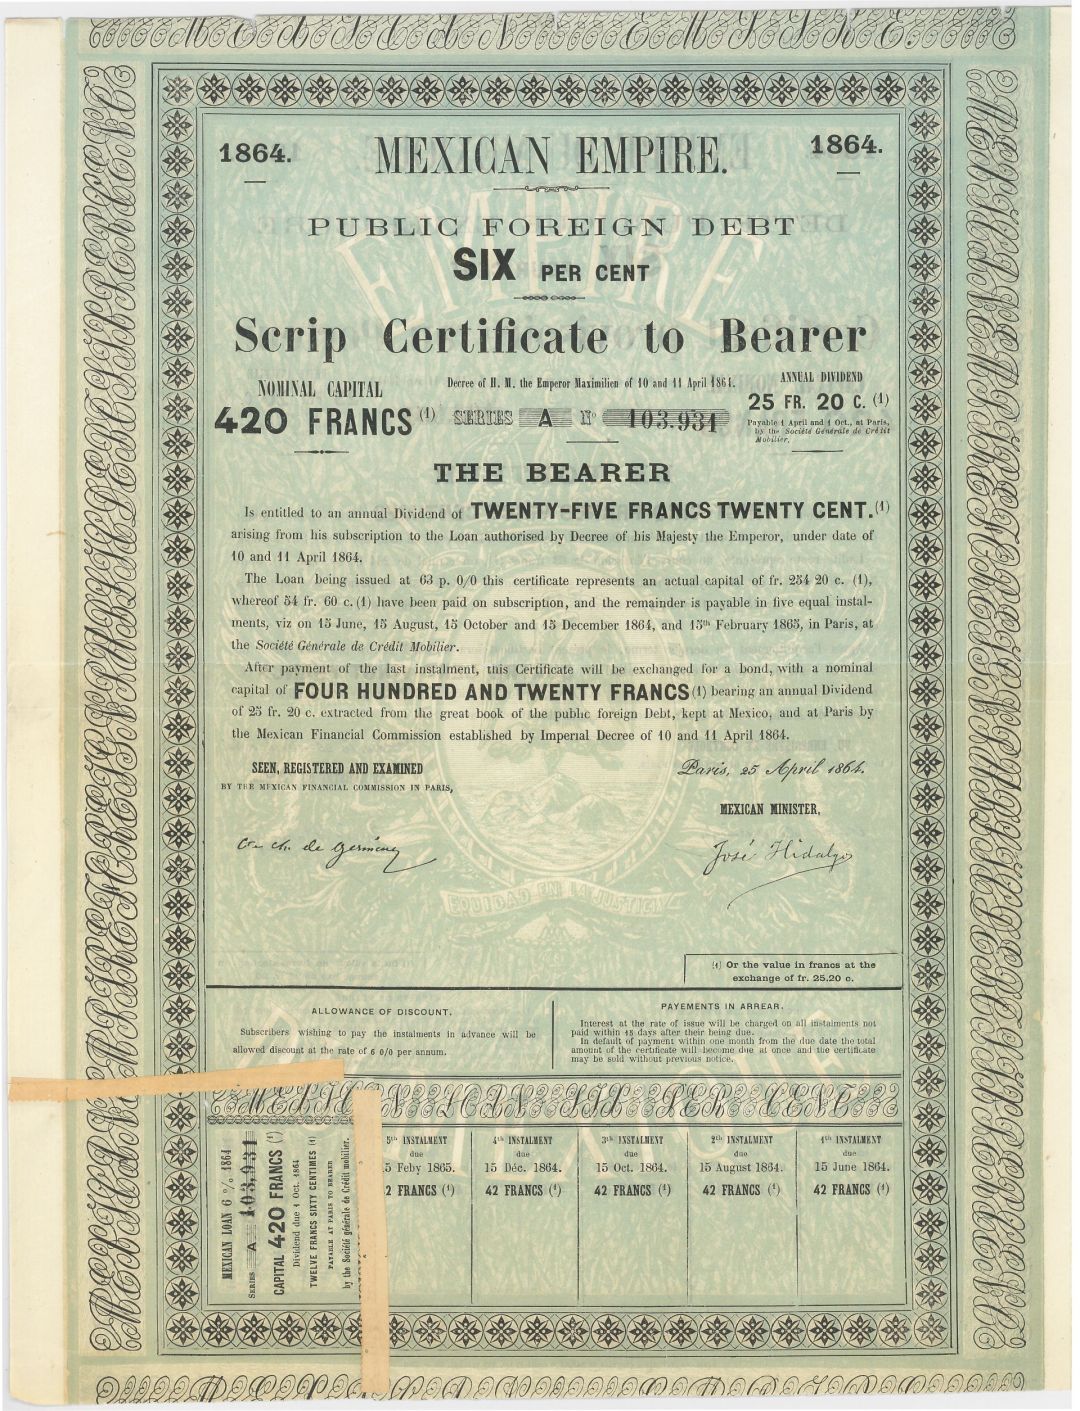 1864.
MEXICAN EMPIRE.
1864.
PUBLIC FOREIGN DEBT
SIX PER CENT
Scrip Certificate to Bearer
NOMINAL CAPITAL
420 FRANCS (1)
Decree of H. M. the Emperor Maximilien of 10 and 11 April 1864.
SERIES A No 103.931
ANNUAL DIVIDEND
25 FR. 20 C. (1)
Payable 1 April and 1 Oct., at Paris,
by the Société Générale de Crédit
Mobilier.
THE BEARER
Is entitled to an annual Dividend of TWENTY-FIVE FRANCS TWENTY CENT.(1)
arising from his subscription to the Loan authorised by Decree of his Majesty the Emperor, under date of
10 and 11 April 1864.
The Loan being issued at 63 p. 0/0 this certificate represents an actual capital of fr. 254 20 c. (1),
whereof 54 fr. 60 c. (1) have been paid on subscription, and the remainder is payable in five equal instal-
ments, viz on 15 June, 15 August, 15 October and 15 December 1864, and 15th February 1865, in Paris, at
the Société Générale de Crédit Mobilier.
After payment of the last instalment, this Certificate will be exchanged for a bond, with a nominal
capital of FOUR HUNDRED AND TWENTY FRANCS (1) bearing an annual Dividend
of 25 fr. 20 c. extracted from the great book of the public foreign Debt, kept at Mexico, and at Paris by
the Mexican Financial Commission established by Imperial Decree of 10 and 11 April 1864.
SEEN, REGISTERED AND EXAMINED
BY THE MEXICAN FINANCIAL COMMISSION IN PARIS,
Paris, 25 April 1864.
MEXICAN MINISTER,
Cte Ch. de Germiny
José Hidalgo
EQUIDAD EN LA JUSTICIA
(1) Or the value in francs at the
exchange of fr. 25.20 c.
ALLOWANCE OF DISCOUNT.
Subscribers wishing to pay the instalments in advance will be
allowed discount at the rate of 6 0/0 per annum.
PAYEMENTS IN ARREAR.
Interest at the rate of issue will be charged on all instalments not
paid within 15 days after their being due.
In default of payment within one month from the due date the total
amount of the certificate will become due at once and the certificate
may be sold without previous notice.
MEXICAN LOAN SIX PER CENT
MEXICAN LOAN 6 % 1864
SERIES A 103,931
CAPITAL 420 FRANCS (1)
Dividend due 1 Oct. 1864
TWELVE FRANCS SIXTY CENTIMES (1)
PAYABLE AT PARIS TO BEARER
by the Société générale de Crédit mobilier.
5th INSTALMENT
due
5 Feby 1865.
2 FRANCS (1)
4th INSTALMENT
due
15 Déc. 1864.
42 FRANCS (1)
3th INSTALMENT
due
15 Oct. 1864.
42 FRANCS (1)
2th INSTALMENT
due
15 August 1864.
42 FRANCS (1)
1th INSTALMENT
due
15 June 1864.
42 FRANCS (1)